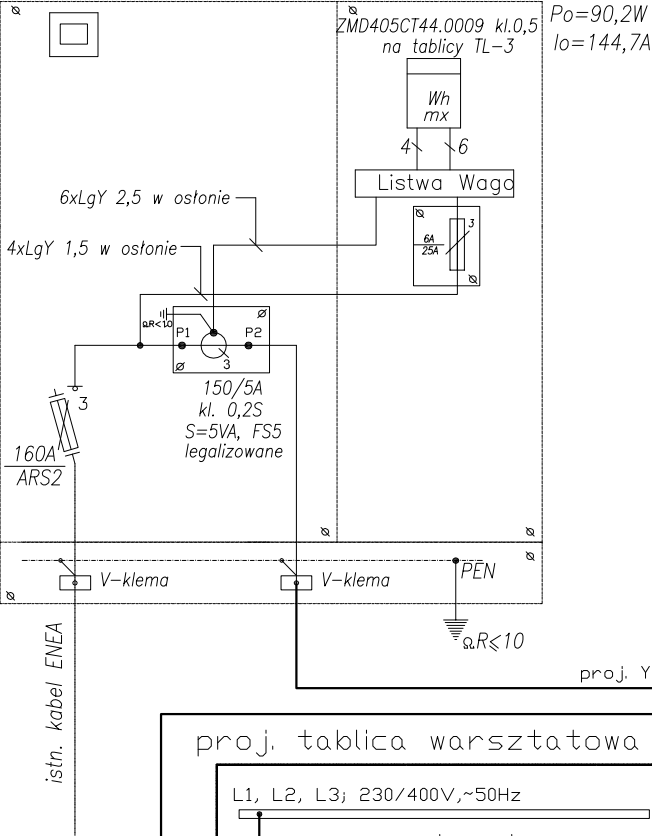 ZMD405CT44.0009 kl.0,5
na tablicy TL-3
Po=90,2W
Io=144,7A
Wh
mx
4
6
Listwa Wago
6xLgY 2,5 w osłonie
4xLgY 1,5 w osłonie
3
6A
25A
ΩR<10
P1
P2
3
150/5A
kl. 0,2S
S=5VA, FS5
legalizowane
3
160A
ARS2
V-klema
V-klema
PEN
ΩR≤10
istn. kabel ENEA
proj. Y
proj. tablica warsztatowa
L1, L2, L3; 230/400V,~50Hz